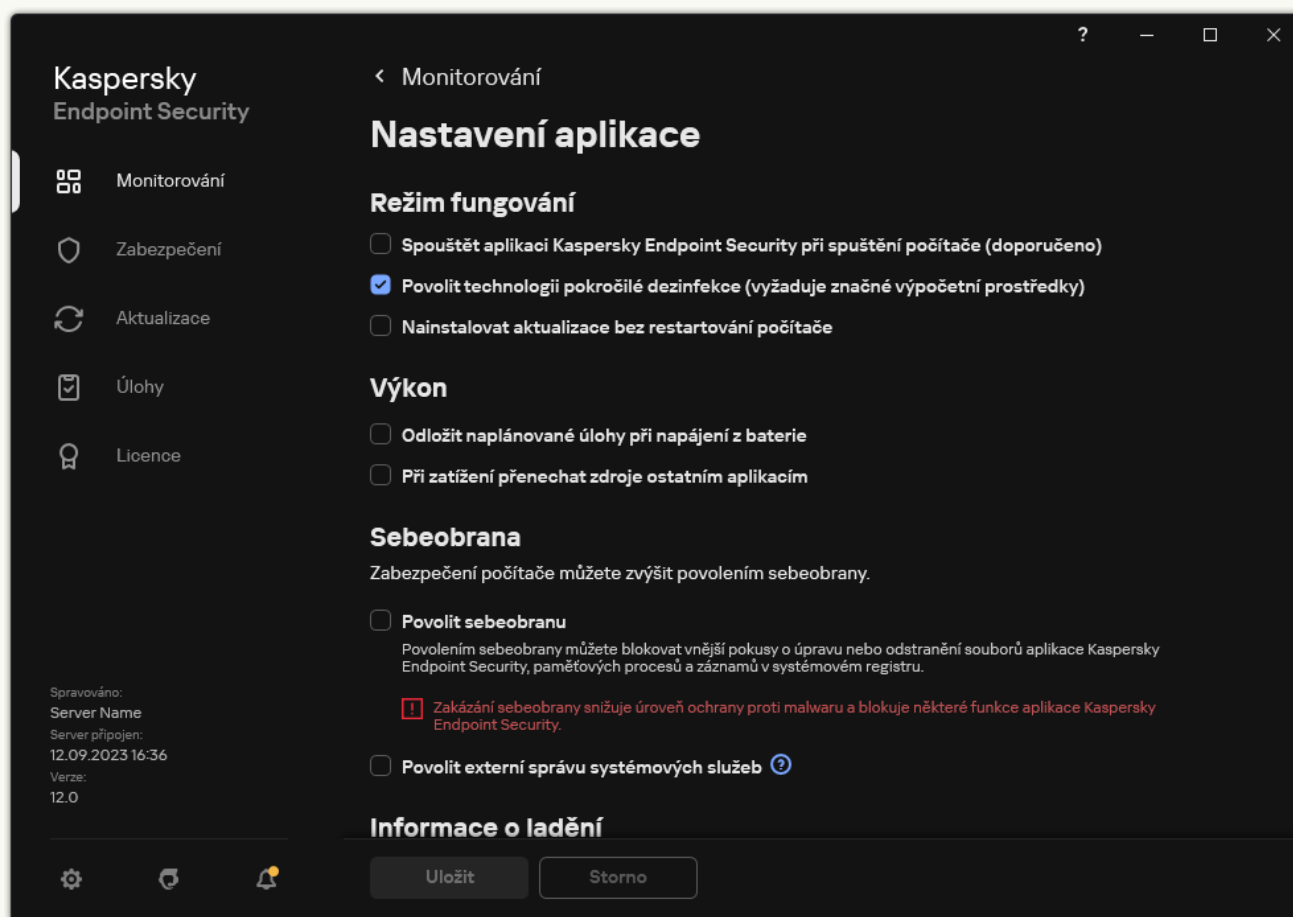 ?
Kaspersky
Endpoint Security
Monitorování
Zabezpečení
Aktualizace
Úlohy
Licence
Spravováno:
Server Name
Server připojen:
12.09.2023 16:36
Verze:
12.0
Monitorování
Nastavení aplikace
Režim fungování
Spouštět aplikaci Kaspersky Endpoint Security při spuštění počítače (doporučeno)
Povolit technologii pokročilé dezinfekce (vyžaduje značné výpočetní prostředky)
Nainstalovat aktualizace bez restartování počítače
Výkon
Odložit naplánované úlohy při napájení z baterie
Při zatížení přenechat zdroje ostatním aplikacím
Sebeobrana
Zabezpečení počítače můžete zvýšit povolením sebeobrany.
Povolit sebeobranu
Povolením sebeobrany můžete blokovat vnější pokusy o úpravu nebo odstranění souborů aplikace Kaspersky
Endpoint Security, paměťových procesů a záznamů v systémovém registru.
! Zakázání sebeobrany snižuje úroveň ochrany proti malwaru a blokuje některé funkce aplikace Kaspersky
Endpoint Security.
Povolit externí správu systémových služeb ?
Informace o ladění
Uložit
Storno